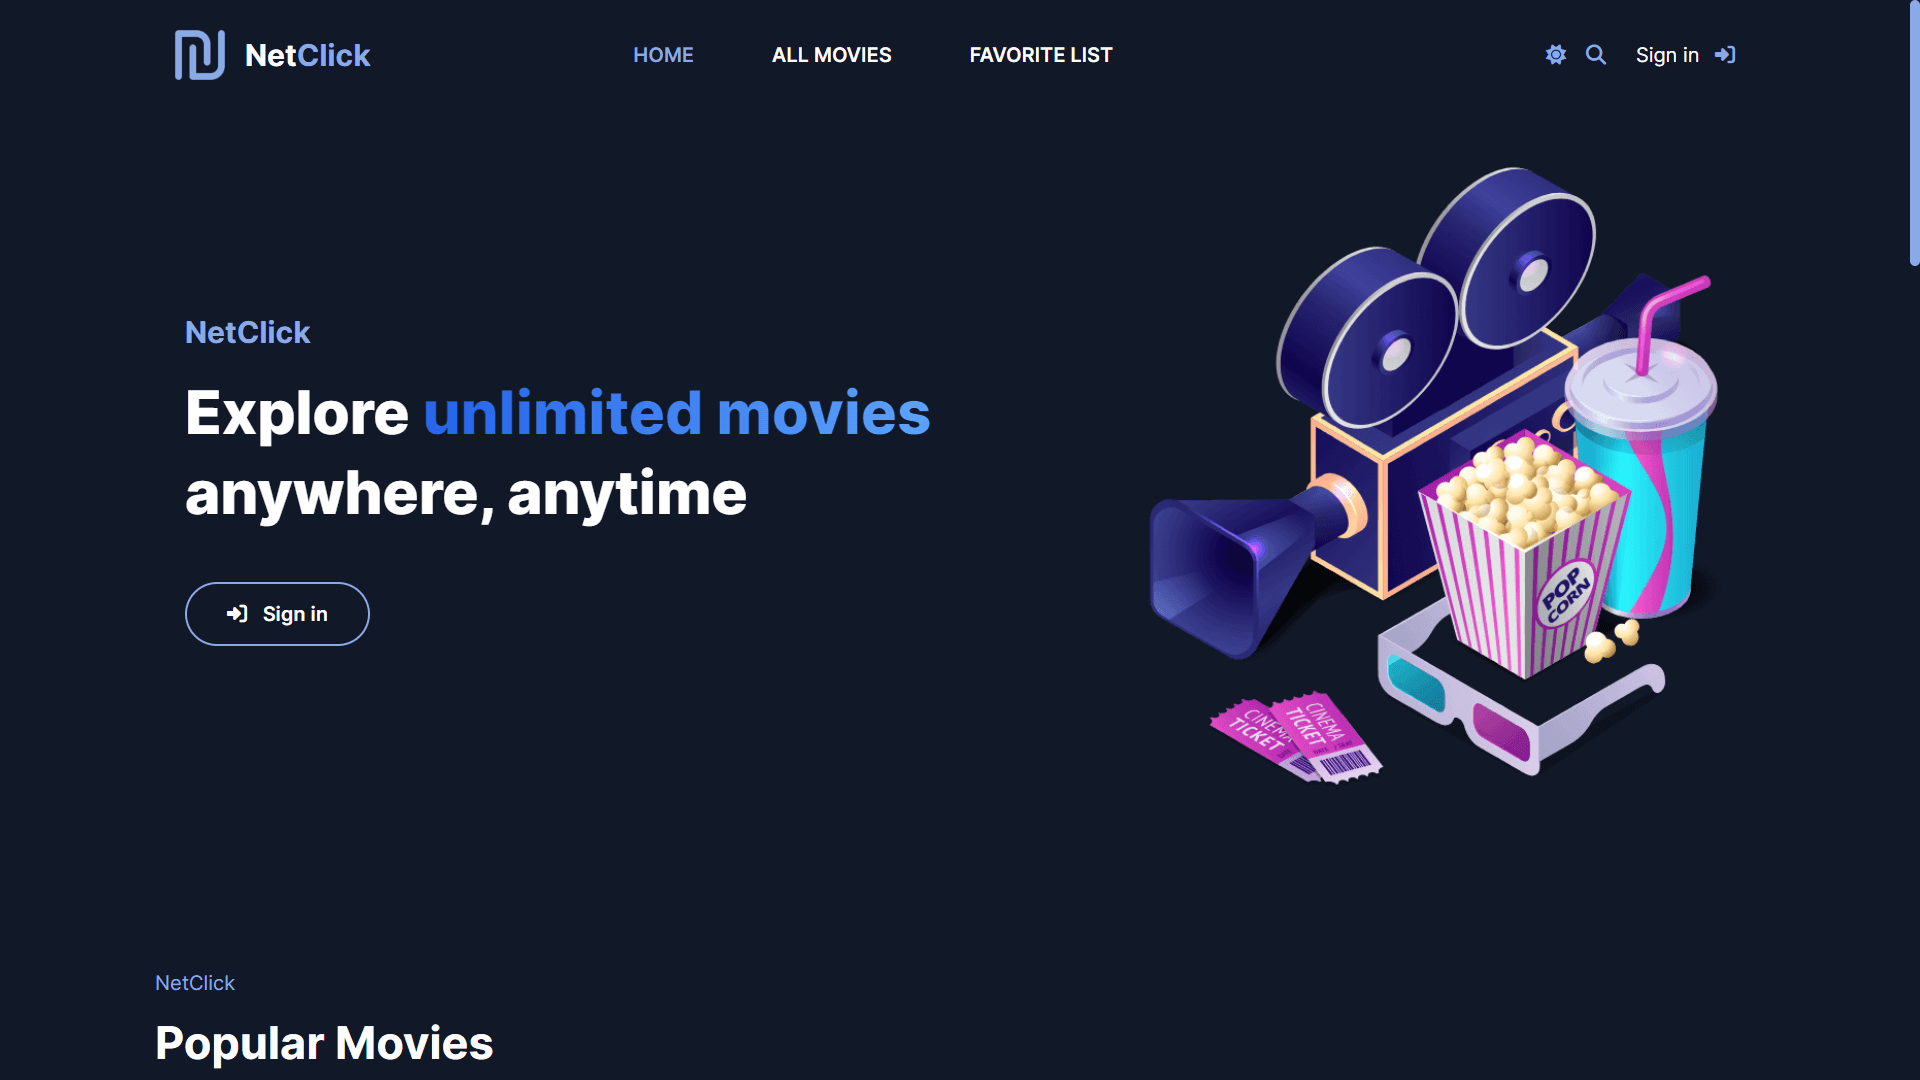 NetClick
HOME
ALL MOVIES
FAVORITE LIST
Sign in
NetClick
Explore unlimited movies
anywhere, anytime
Sign in
POP
CORN
CINEMA
TICKET
CINEMA
TICKET
NetClick
Popular Movies